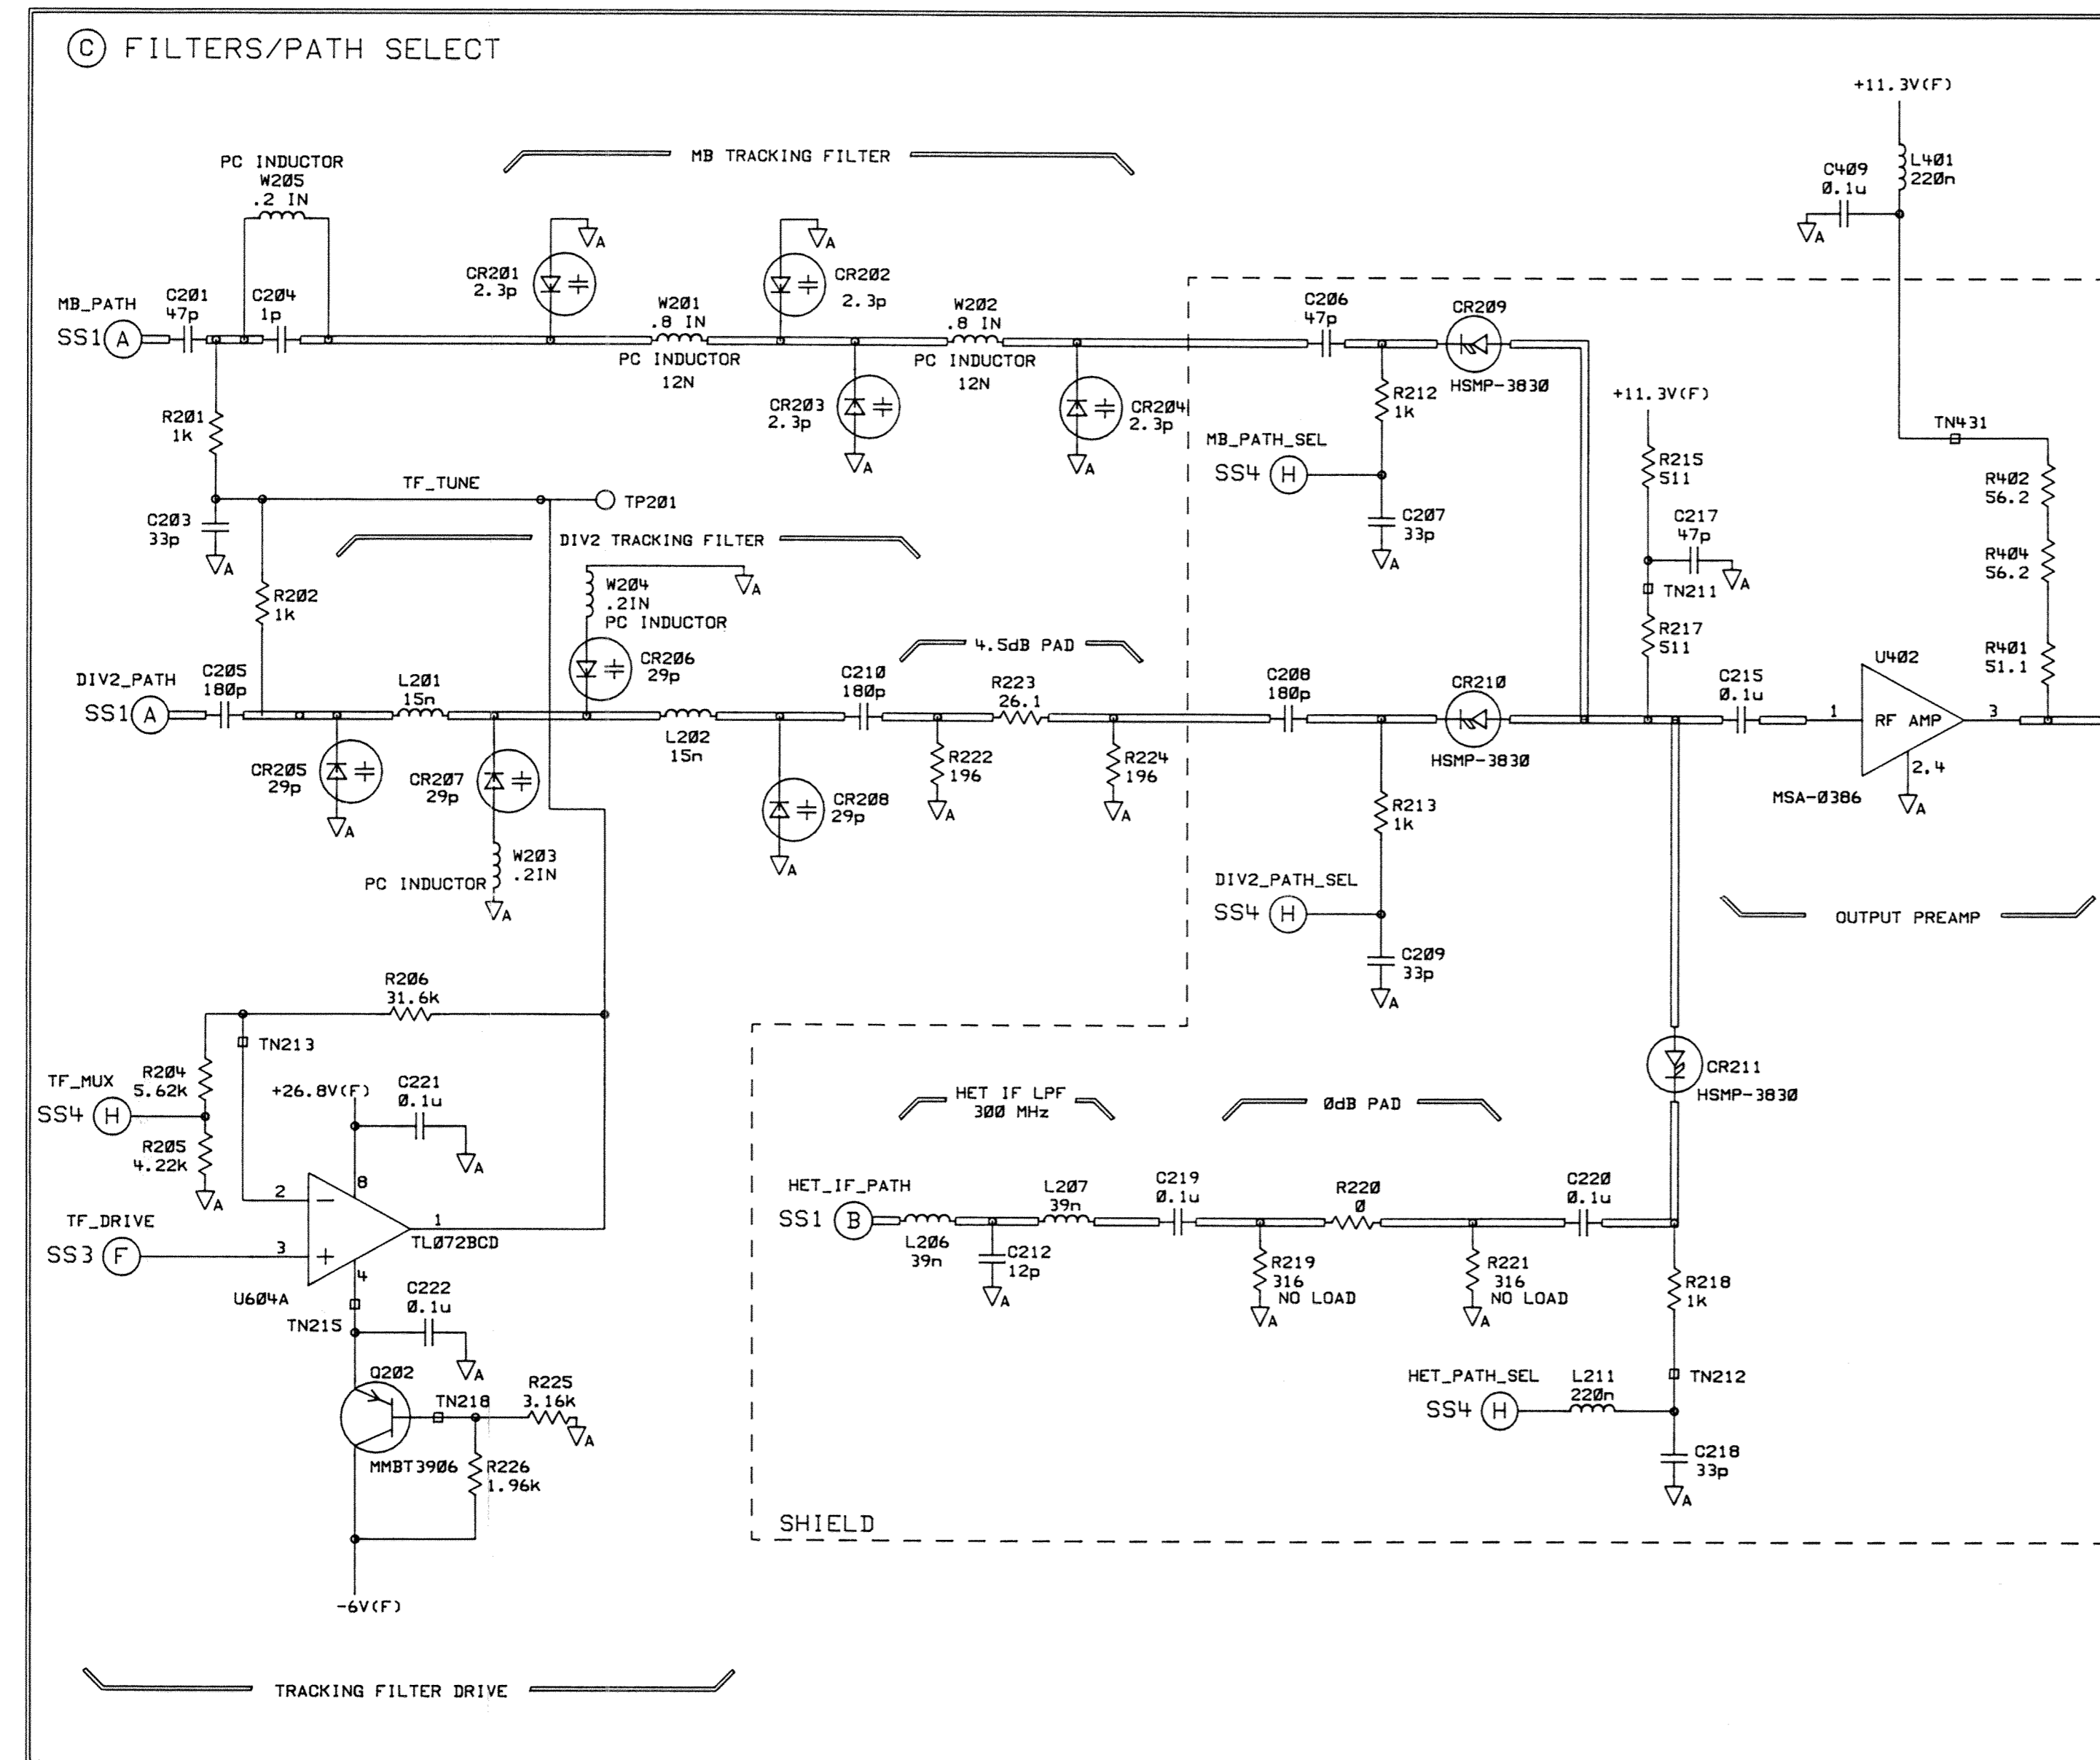 C FILTERS/PATH SELECT
+11.3V(F)
L401
220n
C409
0.1u
A
PC INDUCTOR
W205
.2 IN
MB TRACKING FILTER
A
A
CR201
2.3p
CR202
2.3p
MB_PATH
SS1 A
C201
47p
C204
1p
W201
.8 IN
PC INDUCTOR
12N
W202
.8 IN
PC INDUCTOR
12N
C206
47p
CR209
HSMP-3830
R201
1k
CR203
2.3p
A
CR204
2.3p
A
R212
1k
+11.3V(F)
MB_PATH_SEL
SS4 H
R215
511
TN431
R402
56.2
TF_TUNE
TP201
C203
33p
A
C207
33p
A
C217
47p
A
TN211
R404
56.2
DIV2 TRACKING FILTER
R202
1k
W204
.2IN
PC INDUCTOR
A
4.5dB PAD
R217
511
R401
51.1
DIV2_PATH
SS1 A
C205
180p
L201
15n
CR206
29p
L202
15n
C210
180p
R223
26.1
C208
180p
CR210
HSMP-3830
C215
0.1u
U402
1
RF AMP
3
2,4
A
MSA-0386
CR205
29p
A
CR207
29p
CR208
29p
A
R222
196
A
R224
196
A
R213
1k
W203
.2IN
PC INDUCTOR
A
DIV2_PATH_SEL
SS4 H
OUTPUT PREAMP
C209
33p
A
R206
31.6k
TN213
TF_MUX
SS4 H
R204
5.62k
R205
4.22k
A
+26.8V(F)
C221
0.1u
A
8
2
−
1
TL072BCD
TF_DRIVE
SS3 F
3
+
4
U604A
HET IF LPF
300 MHz
0dB PAD
CR211
HSMP-3830
HET_IF_PATH
SS1 B
L206
39n
L207
39n
C212
12p
A
C219
0.1u
R220
0
C220
0.1u
R219
316
NO LOAD
A
R221
316
NO LOAD
A
R218
1k
TN215
C222
0.1u
A
Q202
TN218
R225
3.16k
A
MMBT3906
R226
1.96k
HET_PATH_SEL
SS4 H
L211
220n
TN212
C218
33p
A
SHIELD
-6V(F)
TRACKING FILTER DRIVE